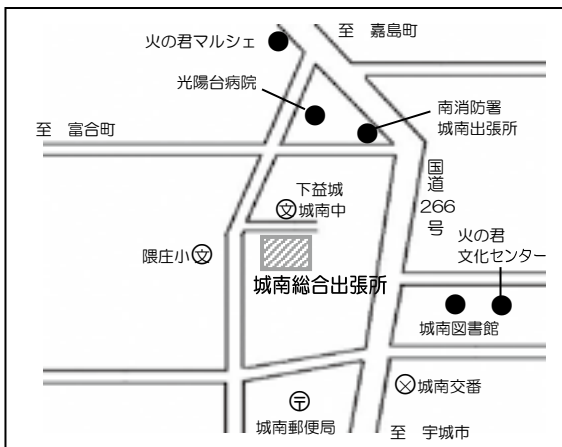 至 嘉島町
火の君マルシェ
光陽台病院
南消防署
城南出張所
至 富合町
国道
266
号
下益城
文城南中
火の君
文化センター
隈庄小文
城南総合出張所
城南図書館
城南交番
〒
城南郵便局
至 宇城市